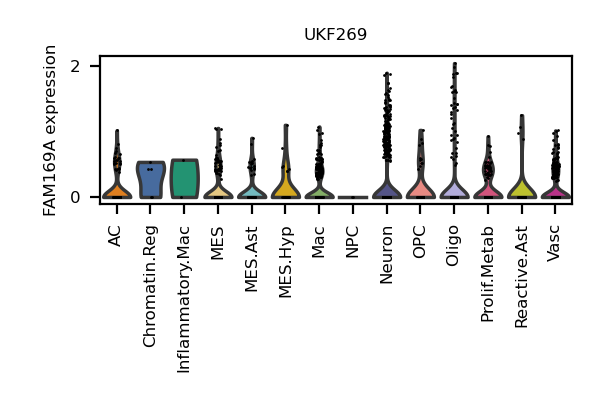 UKF269
FAM169A expression
2
0
AC
Chromatin.Reg
Inflammatory.Mac
MES
MES.Ast
MES.Hyp
Mac
NPC
Neuron
OPC
Oligo
Prolif.Metab
Reactive.Ast
Vasc